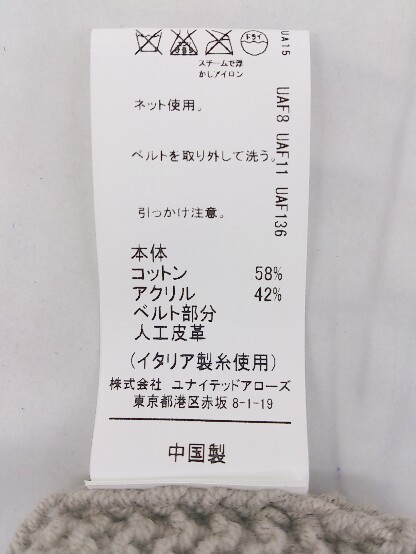 ドライ
スチームで浮
かしアイロン
UA15
UAF8 UAF11 UAF136
ネット使用。
ベルトを取り外して洗う。
引っかけ注意。
本体
コットン 58%
アクリル 42%
ベルト部分
人工皮革
(イタリア製糸使用)
株式会社 ユナイテッドアローズ
東京都港区赤坂 8-1-19
中国製